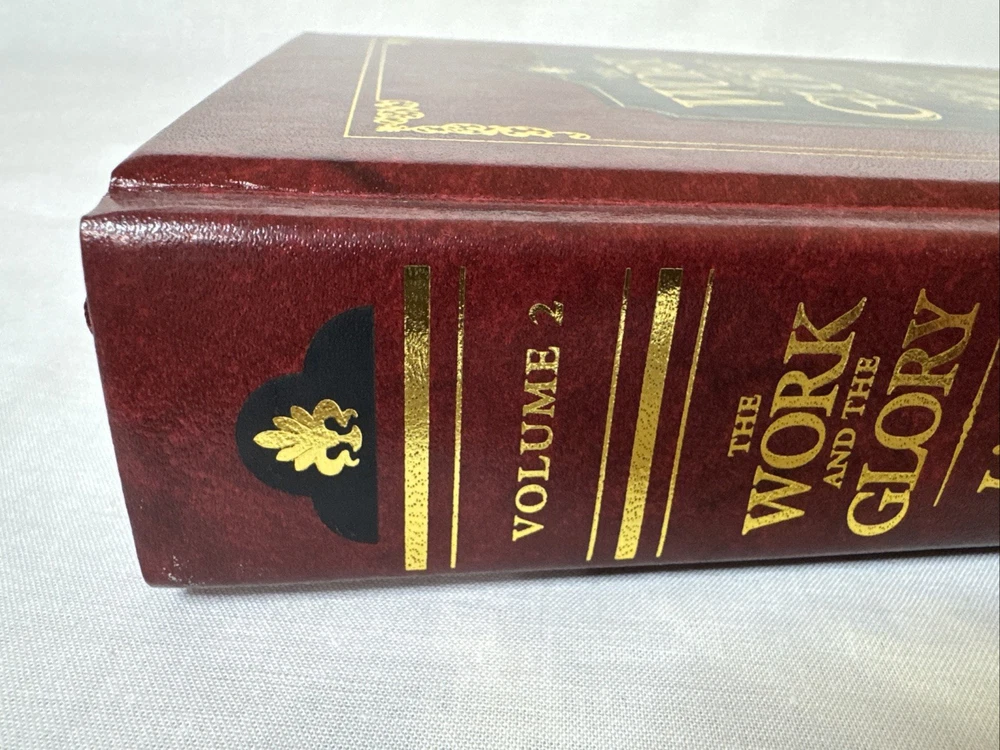 VOLUME 2
THE
WORK
AND THE
GLORY